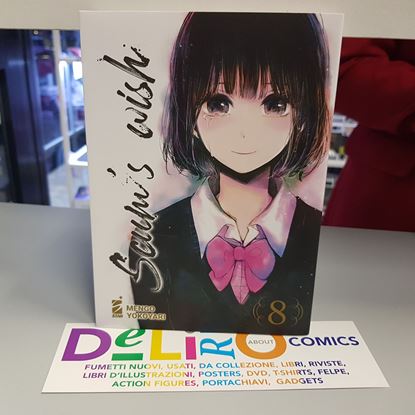 Scum's wish
MENGO
YOKOYARI
8
DELIRO ABOUT COMICS
FUMETTI NUOVI, USATI, DA COLLEZIONE, LIBRI, RIVISTE,
LIBRI D'ILLUSTRAZIONI, POSTERS, DVD, T-SHIRTS, FELPE,
ACTION FIGURES, PORTACHIAVI, GADGETS